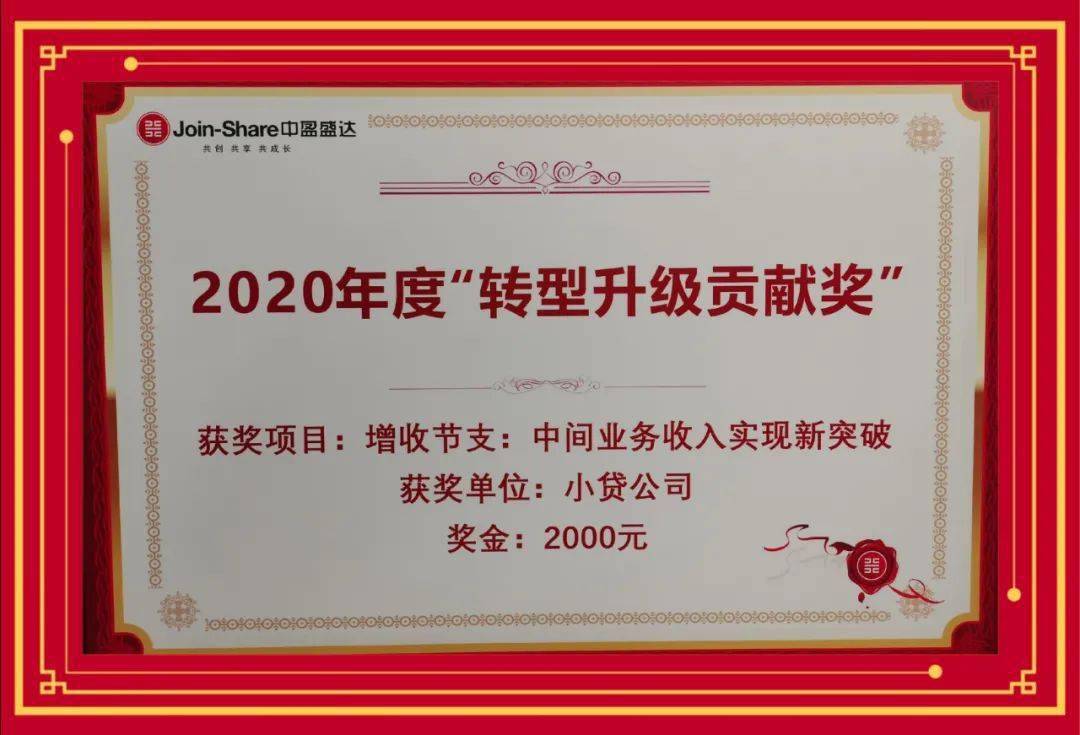 Join-Share中盈盛达
共创 共享 共成长
2020年度“转型升级贡献奖”
获奖项目：增收节支：中间业务收入实现新突破
获奖单位：小贷公司
奖金：2000元